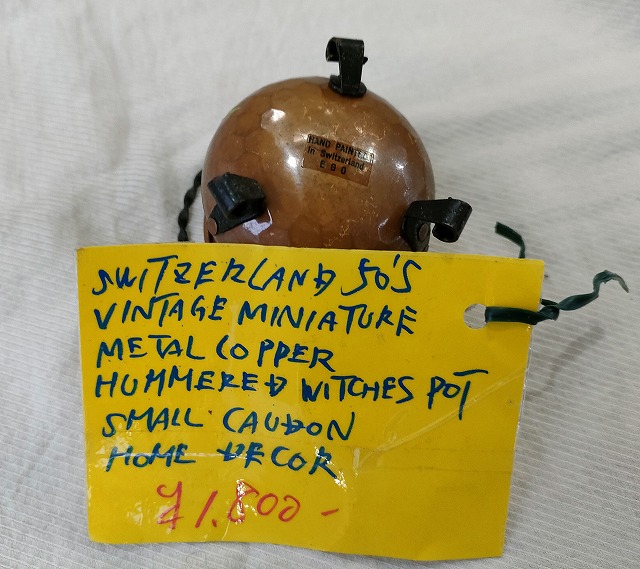 HAND PAINTED
In Switzerland
E G O
SWITZERLAND 50'S
VINTAGE MINIATURE
METAL COPPER
HUMMERED WITCHES POT
SMALL CAUDON
HOME DECOR
¥1.800-